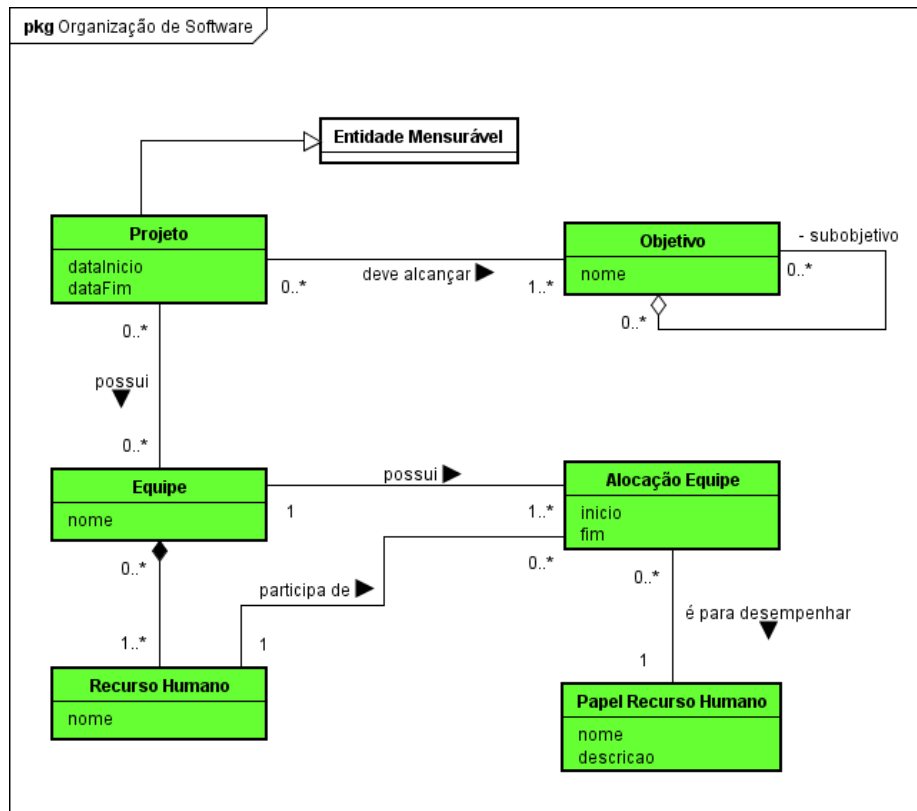 pkg Organização de Software
Entidade Mensurável
Projeto
dataInicio
dataFim
0..*
deve alcançar
1..*
Objetivo
nome
- subobjetivo
0..*
0..*
0..*
possui
0..*
Equipe
nome
possui
1
1..*
Alocação Equipe
inicio
fim
0..*
participa de
0..*
0..*
é para desempenhar
1..*
1
1
Recurso Humano
nome
Papel Recurso Humano
nome
descricao